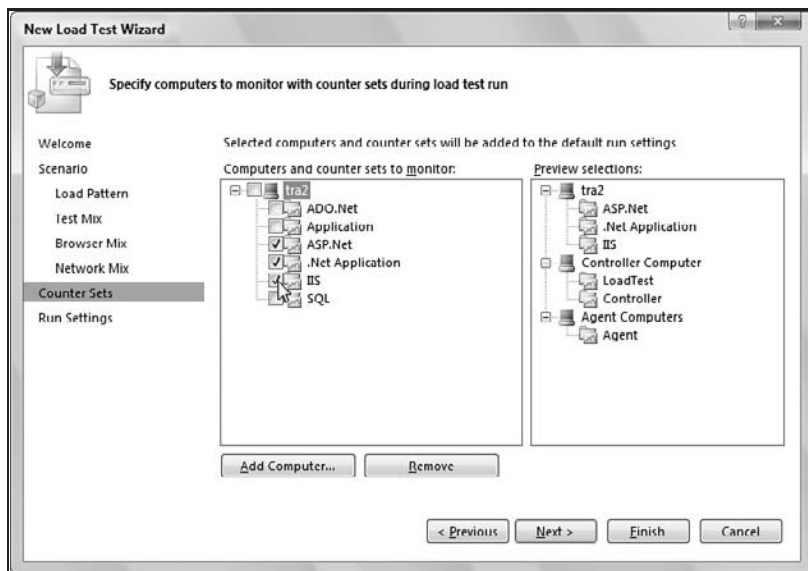 New Load Test Wizard
Specify computers to monitor with counter sets during load test run
Welcome
Scenario
Load Pattern
Test Mix
Browser Mix
Network Mix
Counter Sets
Run Settings
Selected computers and counter sets will be added to the default run settings
Computers and counter sets to monitor:
tra2
ADO.Net
Application
ASP.Net
.Net Application
IIS
SQL
Preview selections:
tra2
ASP.Net
.Net Application
IIS
Controller Computer
LoadTest
Controller
Agent Computers
Agent
Add Computer...
Remove
< Previous
Next >
Finish
Cancel